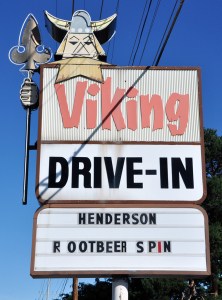 Viking
DRIVE-IN
HENDERSON
R OOTBEER SPIN